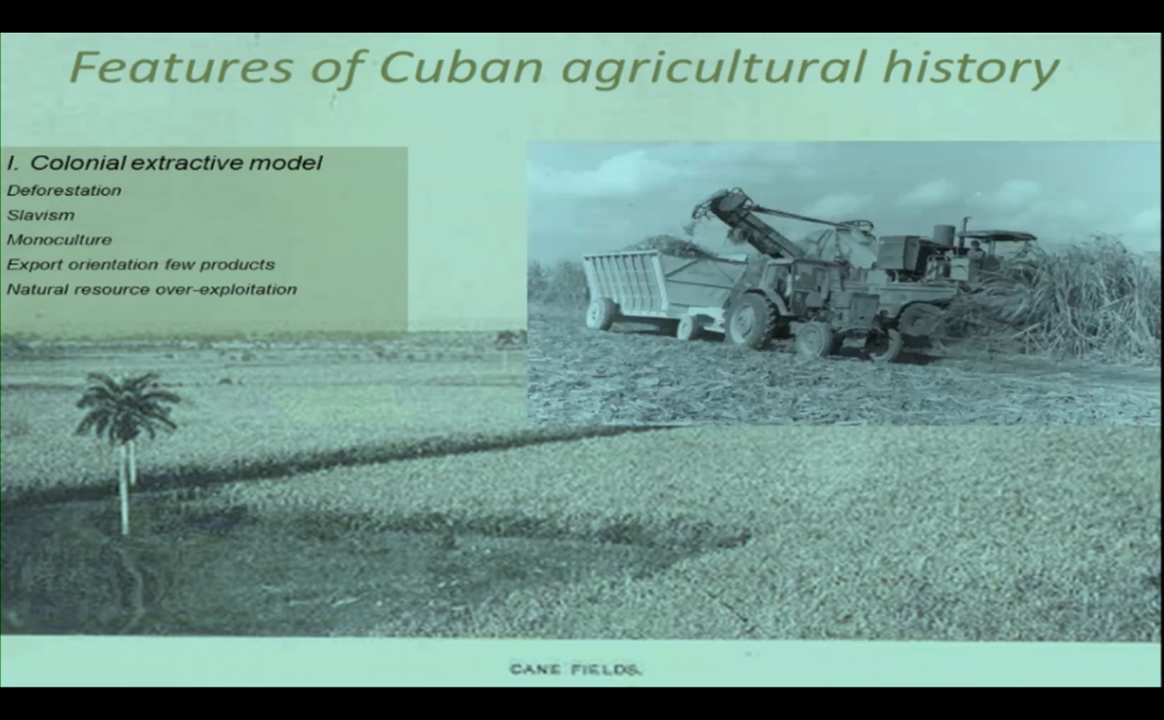 Features of Cuban agricultural history
I. Colonial extractive model
Deforestation
Slavism
Monoculture
Export orientation few products
Natural resource over-exploitation
CANE FIELDS.